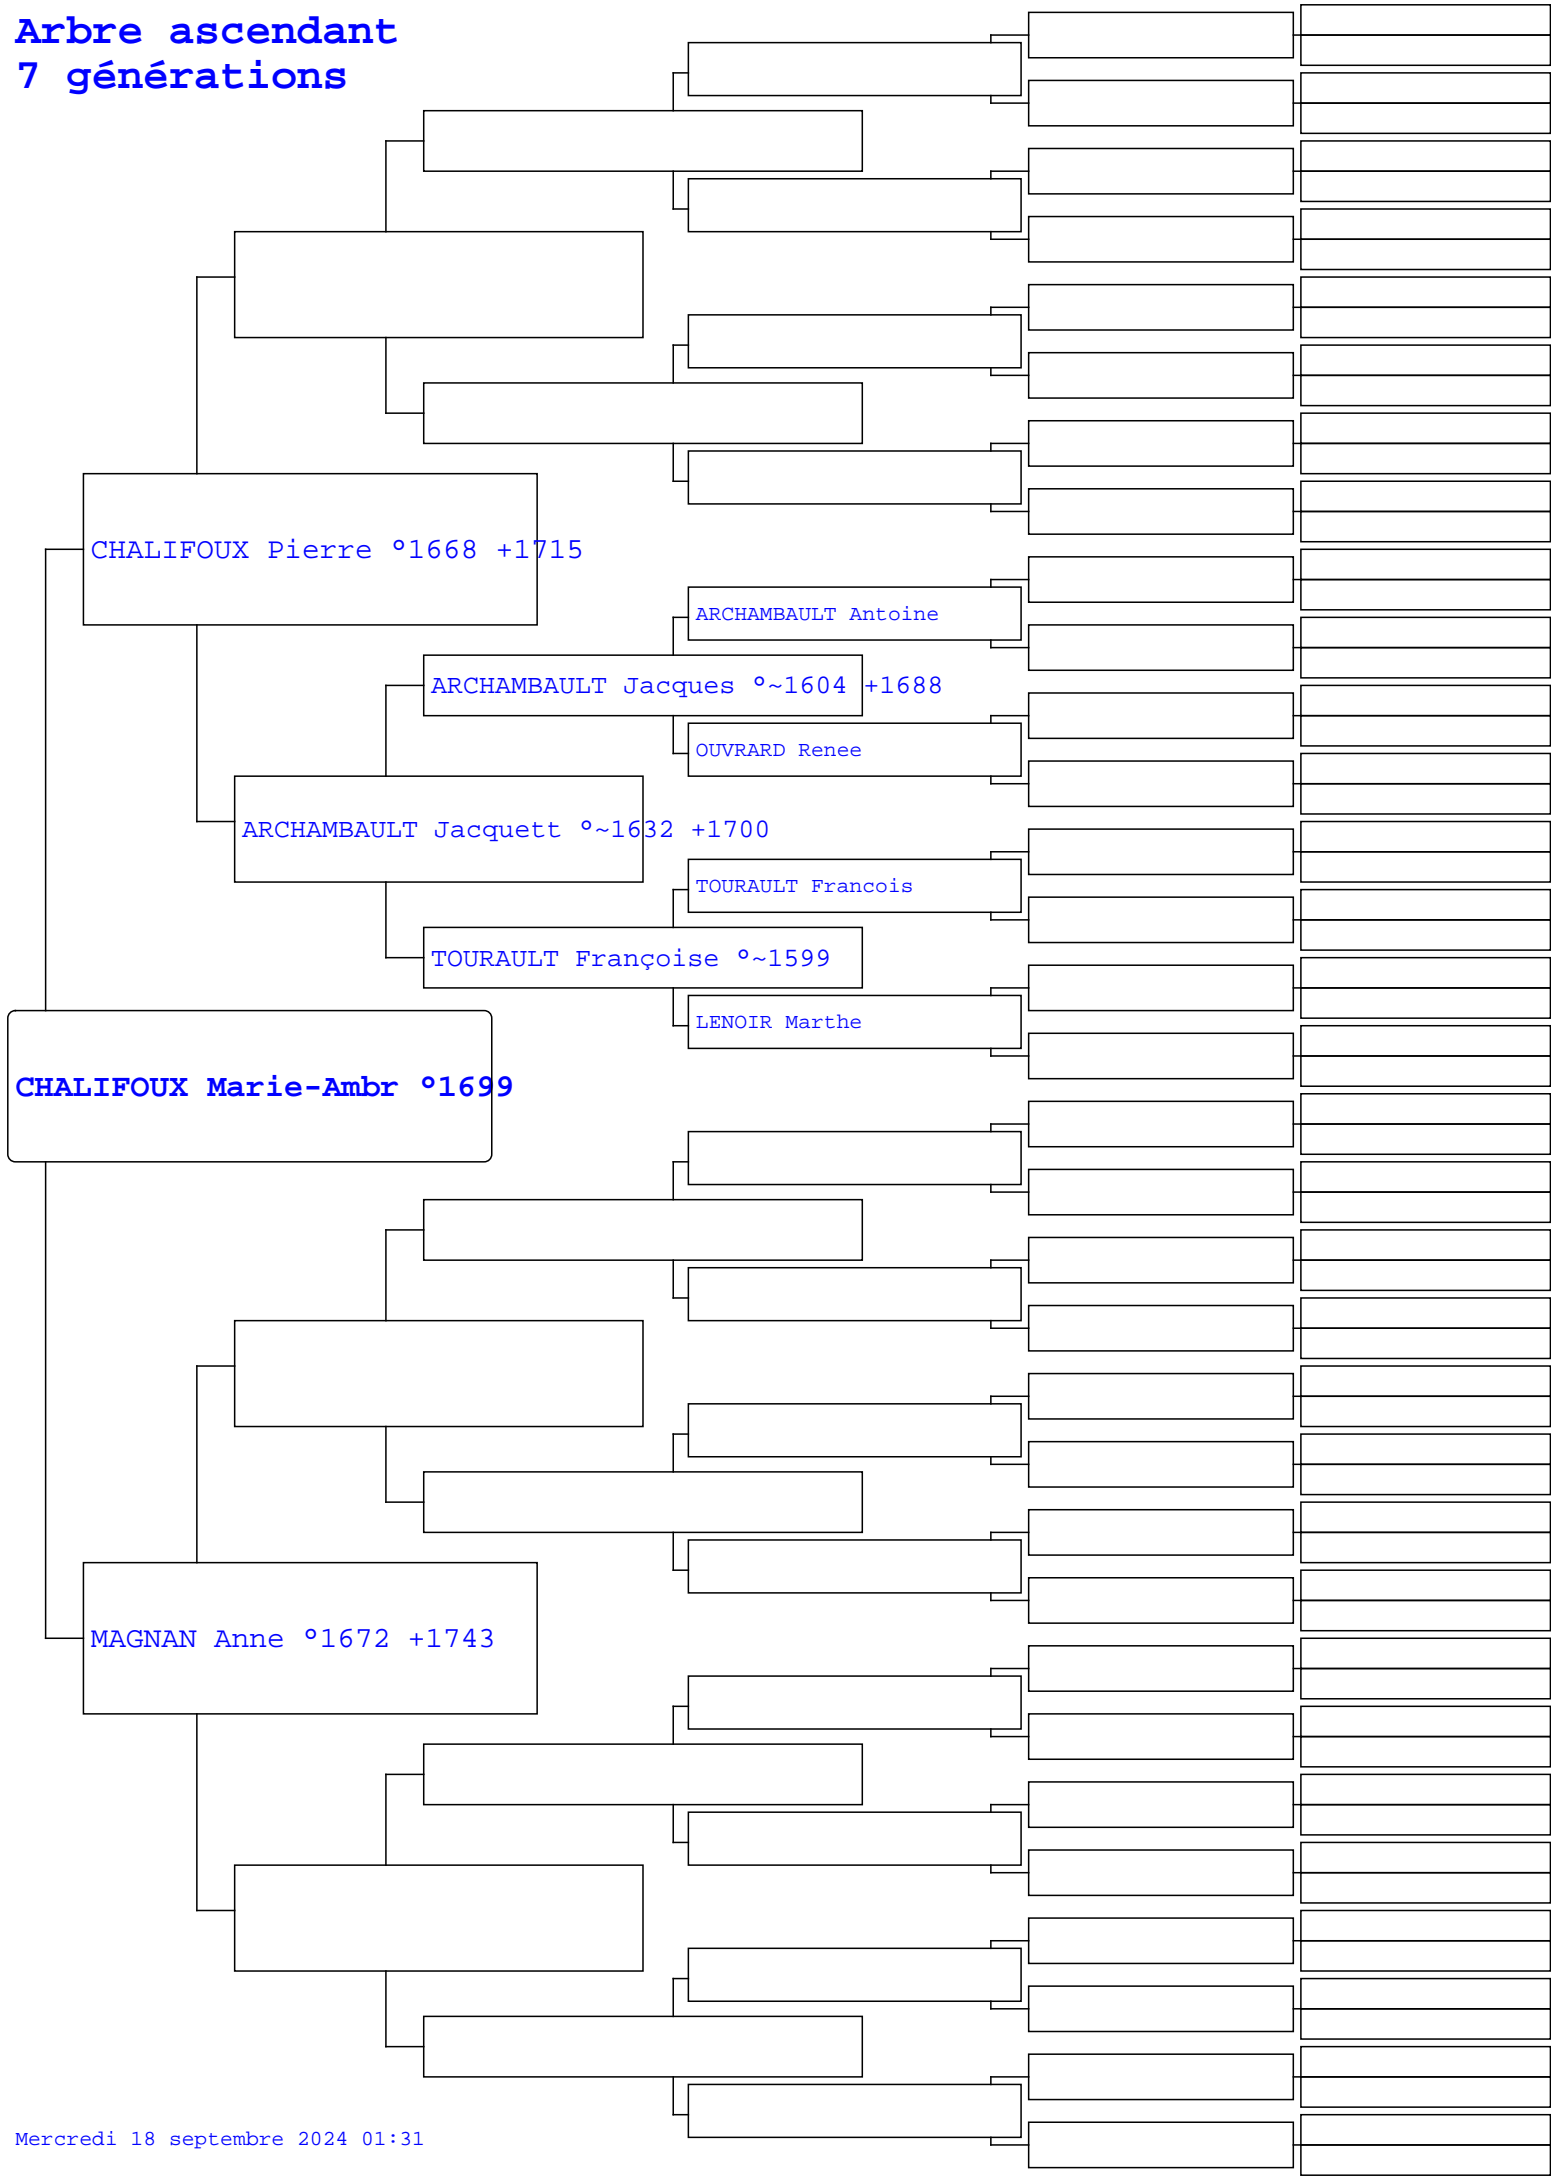 Arbre ascendant
7 générations
CHALIFOUX Pierre °1668 +1715
ARCHAMBAULT Antoine
ARCHAMBAULT Jacques °~1604 +1688
OUVRARD Renee
ARCHAMBAULT Jacquett °~1632 +1700
TOURAULT Francois
TOURAULT Françoise °~1599
LENOIR Marthe
CHALIFOUX Marie-Ambr °1699
MAGNAN Anne °1672 +1743
Mercredi 18 septembre 2024 01:31